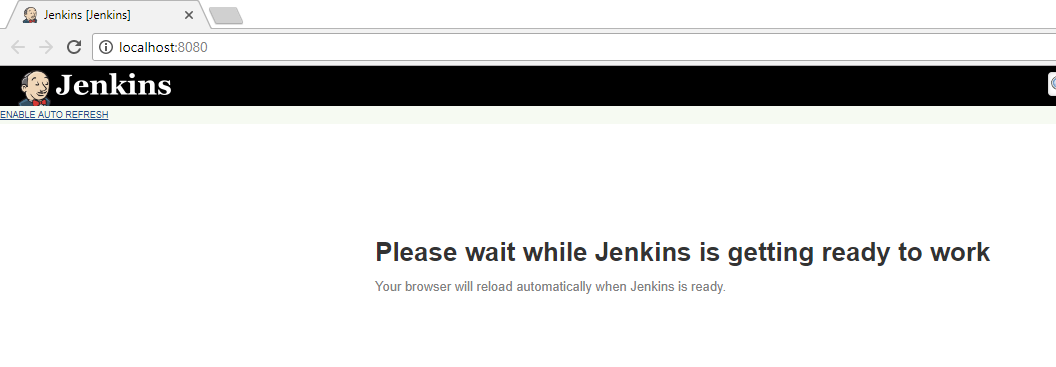 Jenkins [Jenkins]
localhost:8080
Jenkins
ENABLE AUTO REFRESH
Please wait while Jenkins is getting ready to work
Your browser will reload automatically when Jenkins is ready.